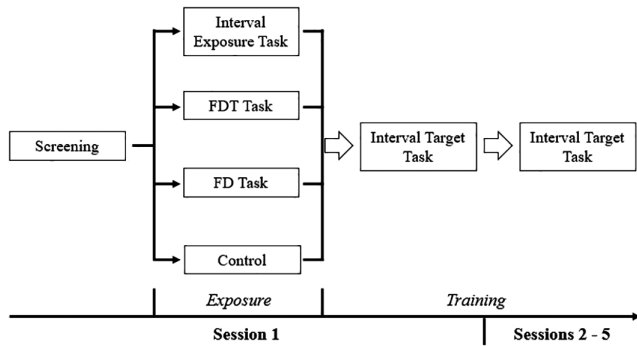 Interval
Exposure Task
FDT Task
Screening
Interval Target
Task
Interval Target
Task
FD Task
Control
Exposure
Training
Session 1
Sessions 2 - 5